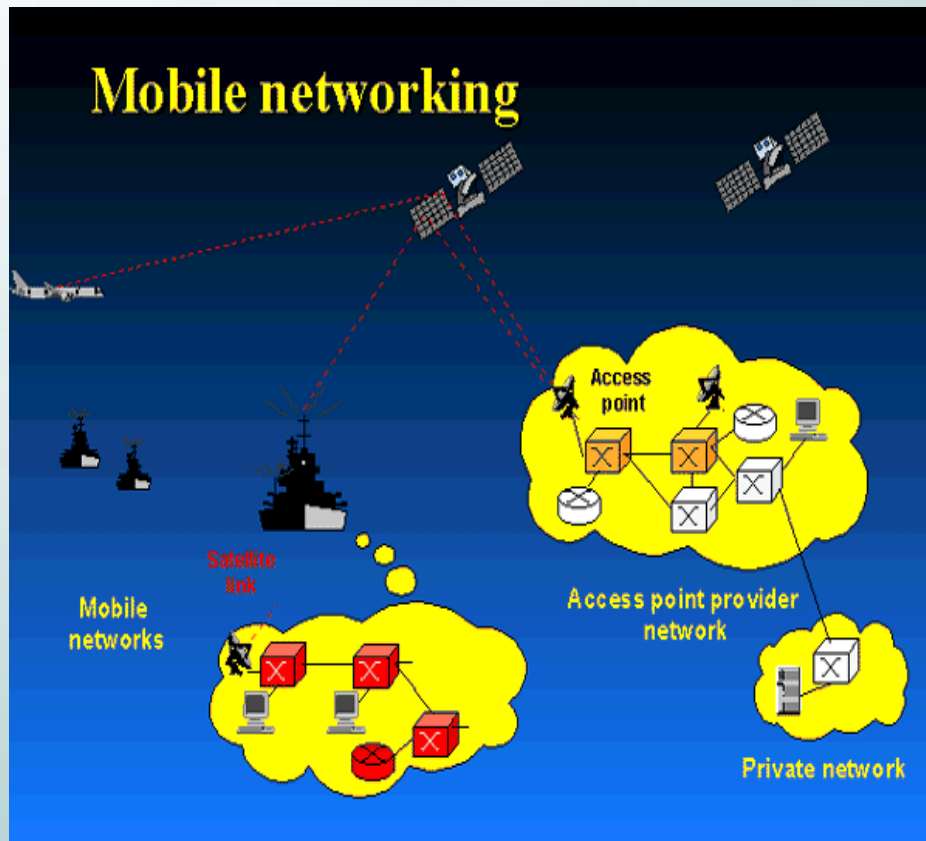 Mobile networking
Access
point
Satellite
link
Mobile
networks
Access point provider
network
Private network